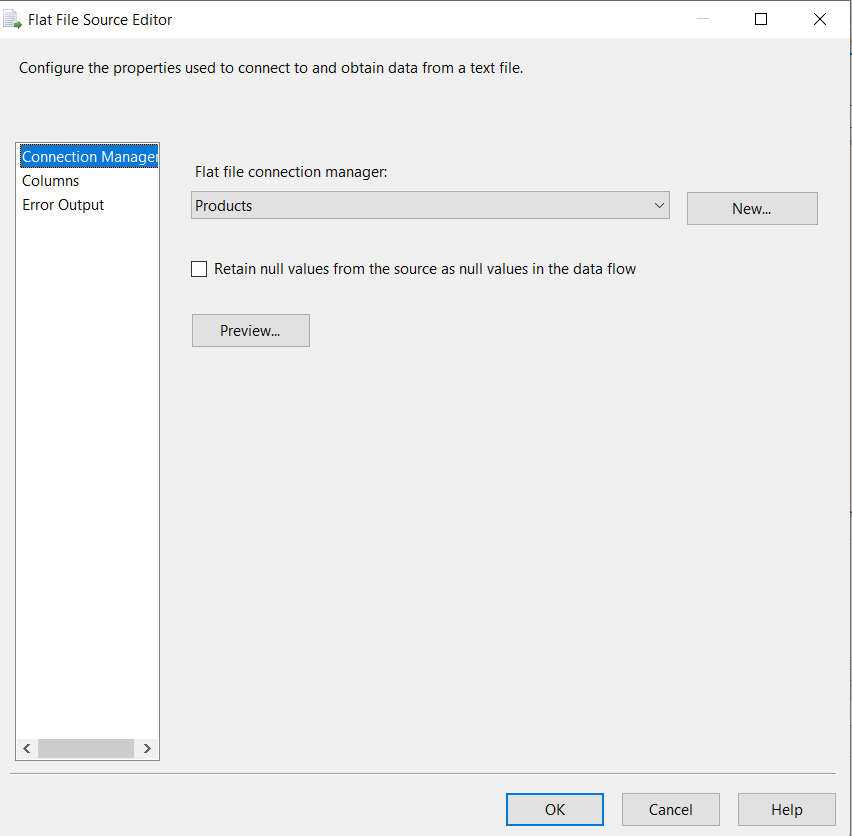 Flat File Source Editor
Configure the properties used to connect to and obtain data from a text file.
Connection Manager
Columns
Error Output
Flat file connection manager:
Products
New...
Retain null values from the source as null values in the data flow
Preview...
OK
Cancel
Help